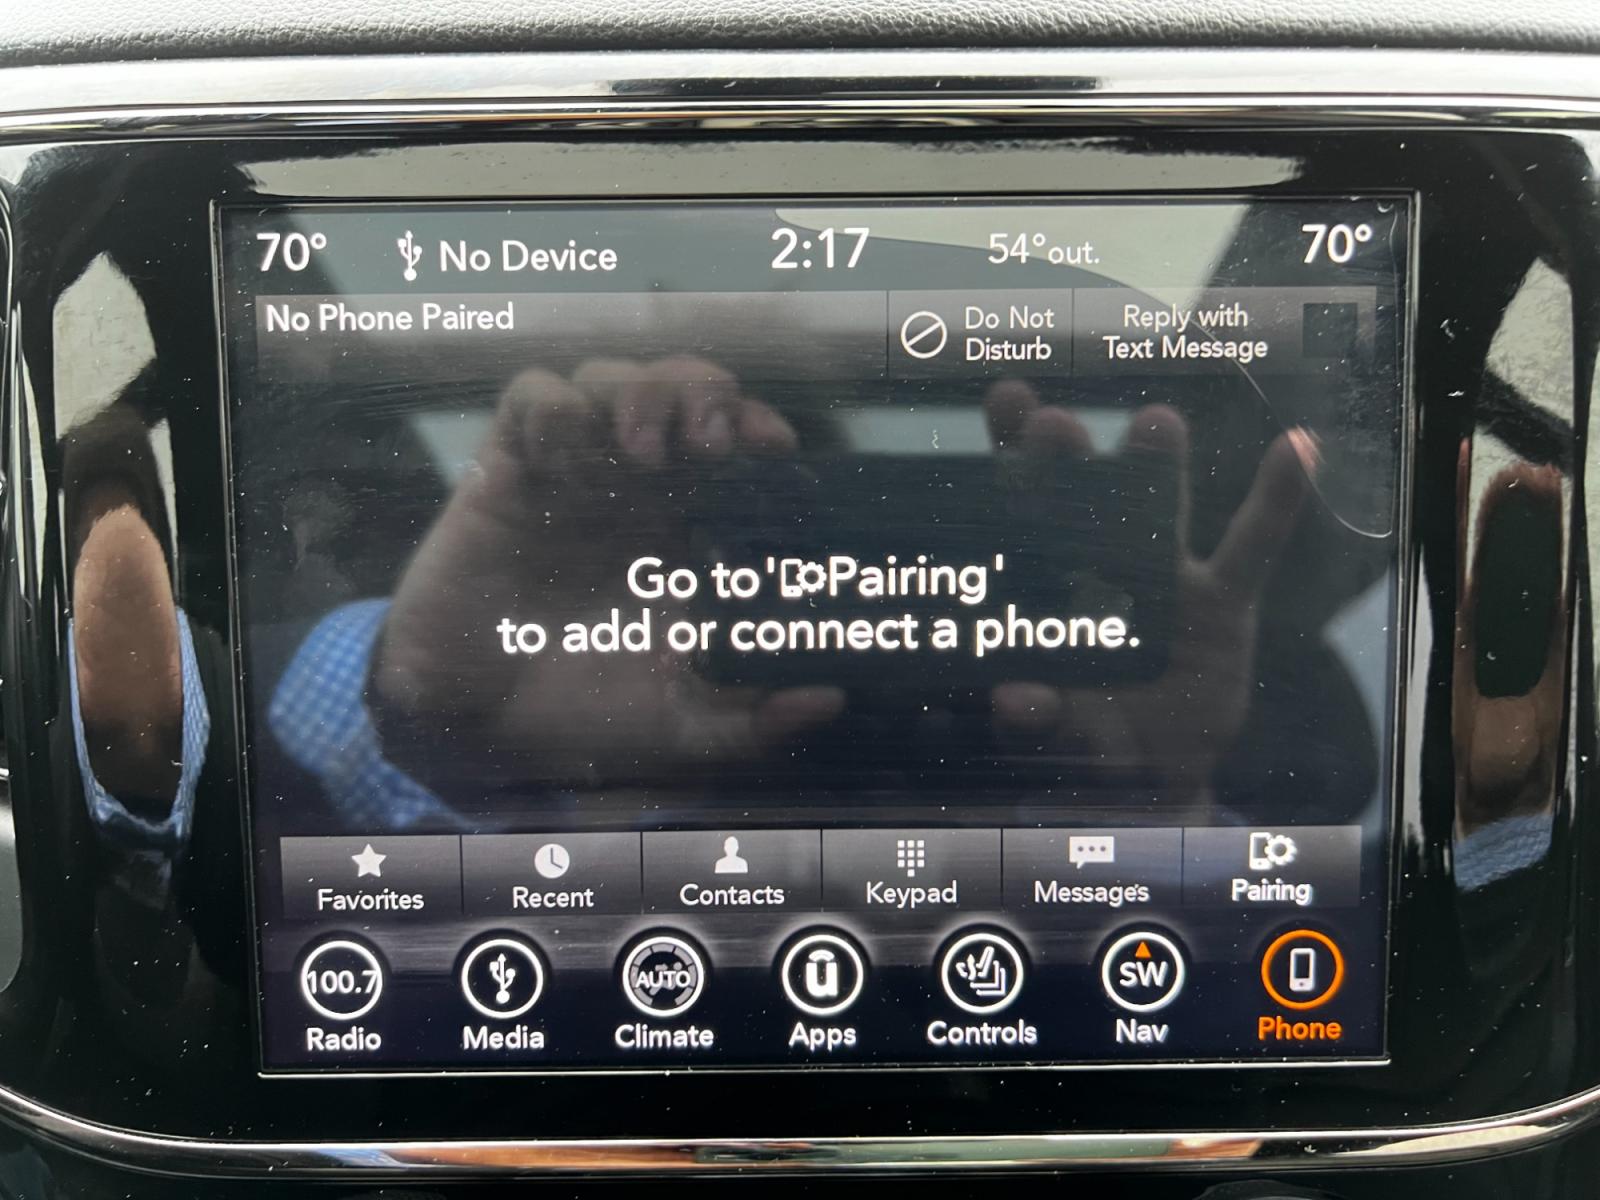 70° No Device 2:17 54°out. 70°
No Phone Paired
Do Not
Disturb
Reply with
Text Message
Go to 'Pairing'
to add or connect a phone.
Favorites Recent Contacts Keypad Messages Pairing
100.7 AUTO u SW
Radio Media Climate Apps Controls Nav Phone